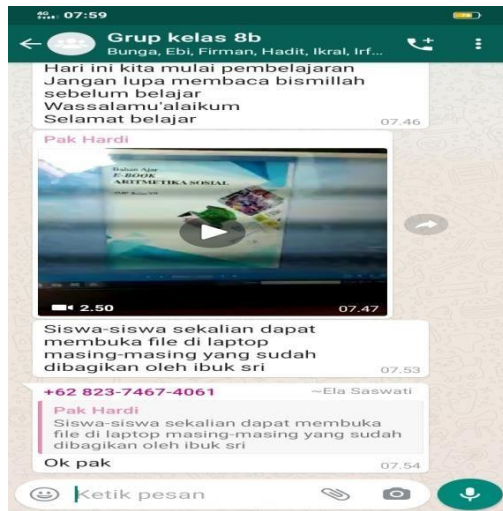 4G 07:59
Grup kelas 8b
Bunga, Ebi, Firman, Hadit, Ikral, Irf...
Hari ini kita mulai pembelajaran
Jangan lupa membaca bismillah
sebelum belajar
Wassalamu'alaikum
Selamat belajar
07.46
Pak Hardi
Bahan Ajar
E-BOOK
ARITMETIKA SOSIAL
2.50
07.47
Siswa-siswa sekalian dapat
membuka file di laptop
masing-masing yang sudah
dibagikan oleh ibuk sri
07.53
+62 823-7467-4061 ~Ela Saswati
Pak Hardi
Siswa-siswa sekalian dapat membuka
file di laptop masing-masing yang sudah
dibagikan oleh ibuk sri
Ok pak
07.54
Ketik pesan